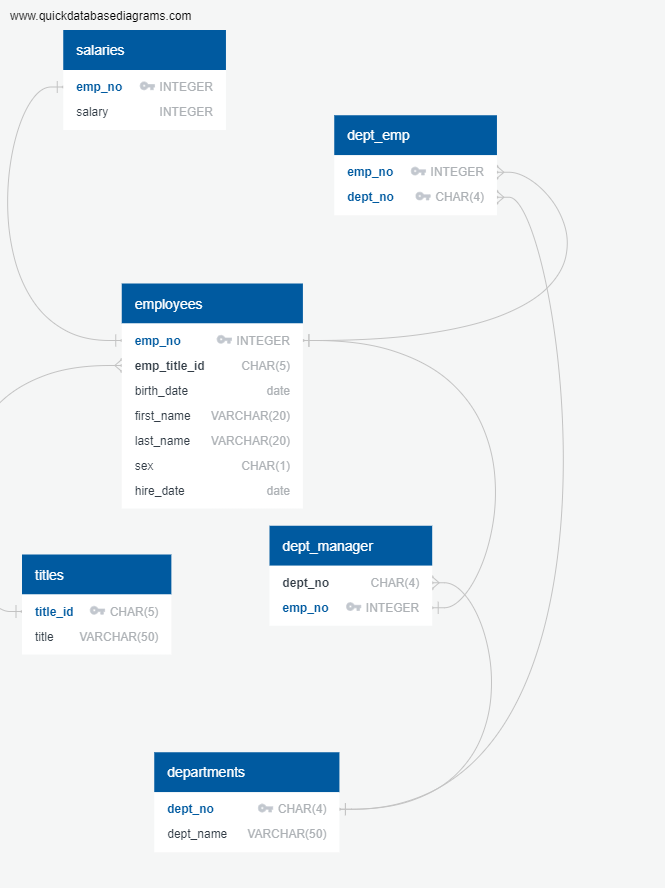 www.quickdatabasediagrams.com
salaries
emp_no INTEGER
salary INTEGER
dept_emp
emp_no INTEGER
dept_no CHAR(4)
employees
emp_no INTEGER
emp_title_id CHAR(5)
birth_date date
first_name VARCHAR(20)
last_name VARCHAR(20)
sex CHAR(1)
hire_date date
dept_manager
dept_no CHAR(4)
emp_no INTEGER
titles
title_id CHAR(5)
title VARCHAR(50)
departments
dept_no CHAR(4)
dept_name VARCHAR(50)